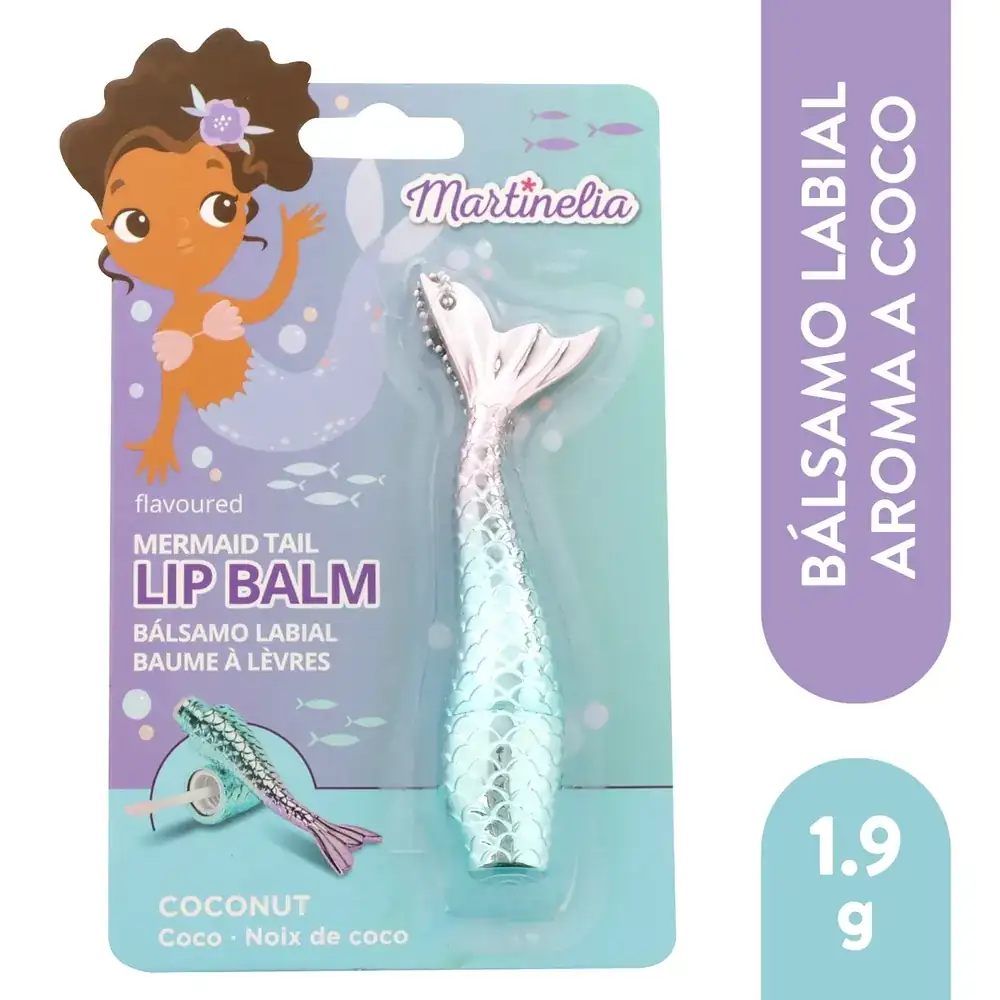 Martinelia
flavoured
MERMAID TAIL
LIP BALM
BÁLSAMO LABIAL
BAUME À LÈVRES
COCONUT
Coco · Noix de coco
BÁLSAMO LABIAL
AROMA A COCO
1.9
g